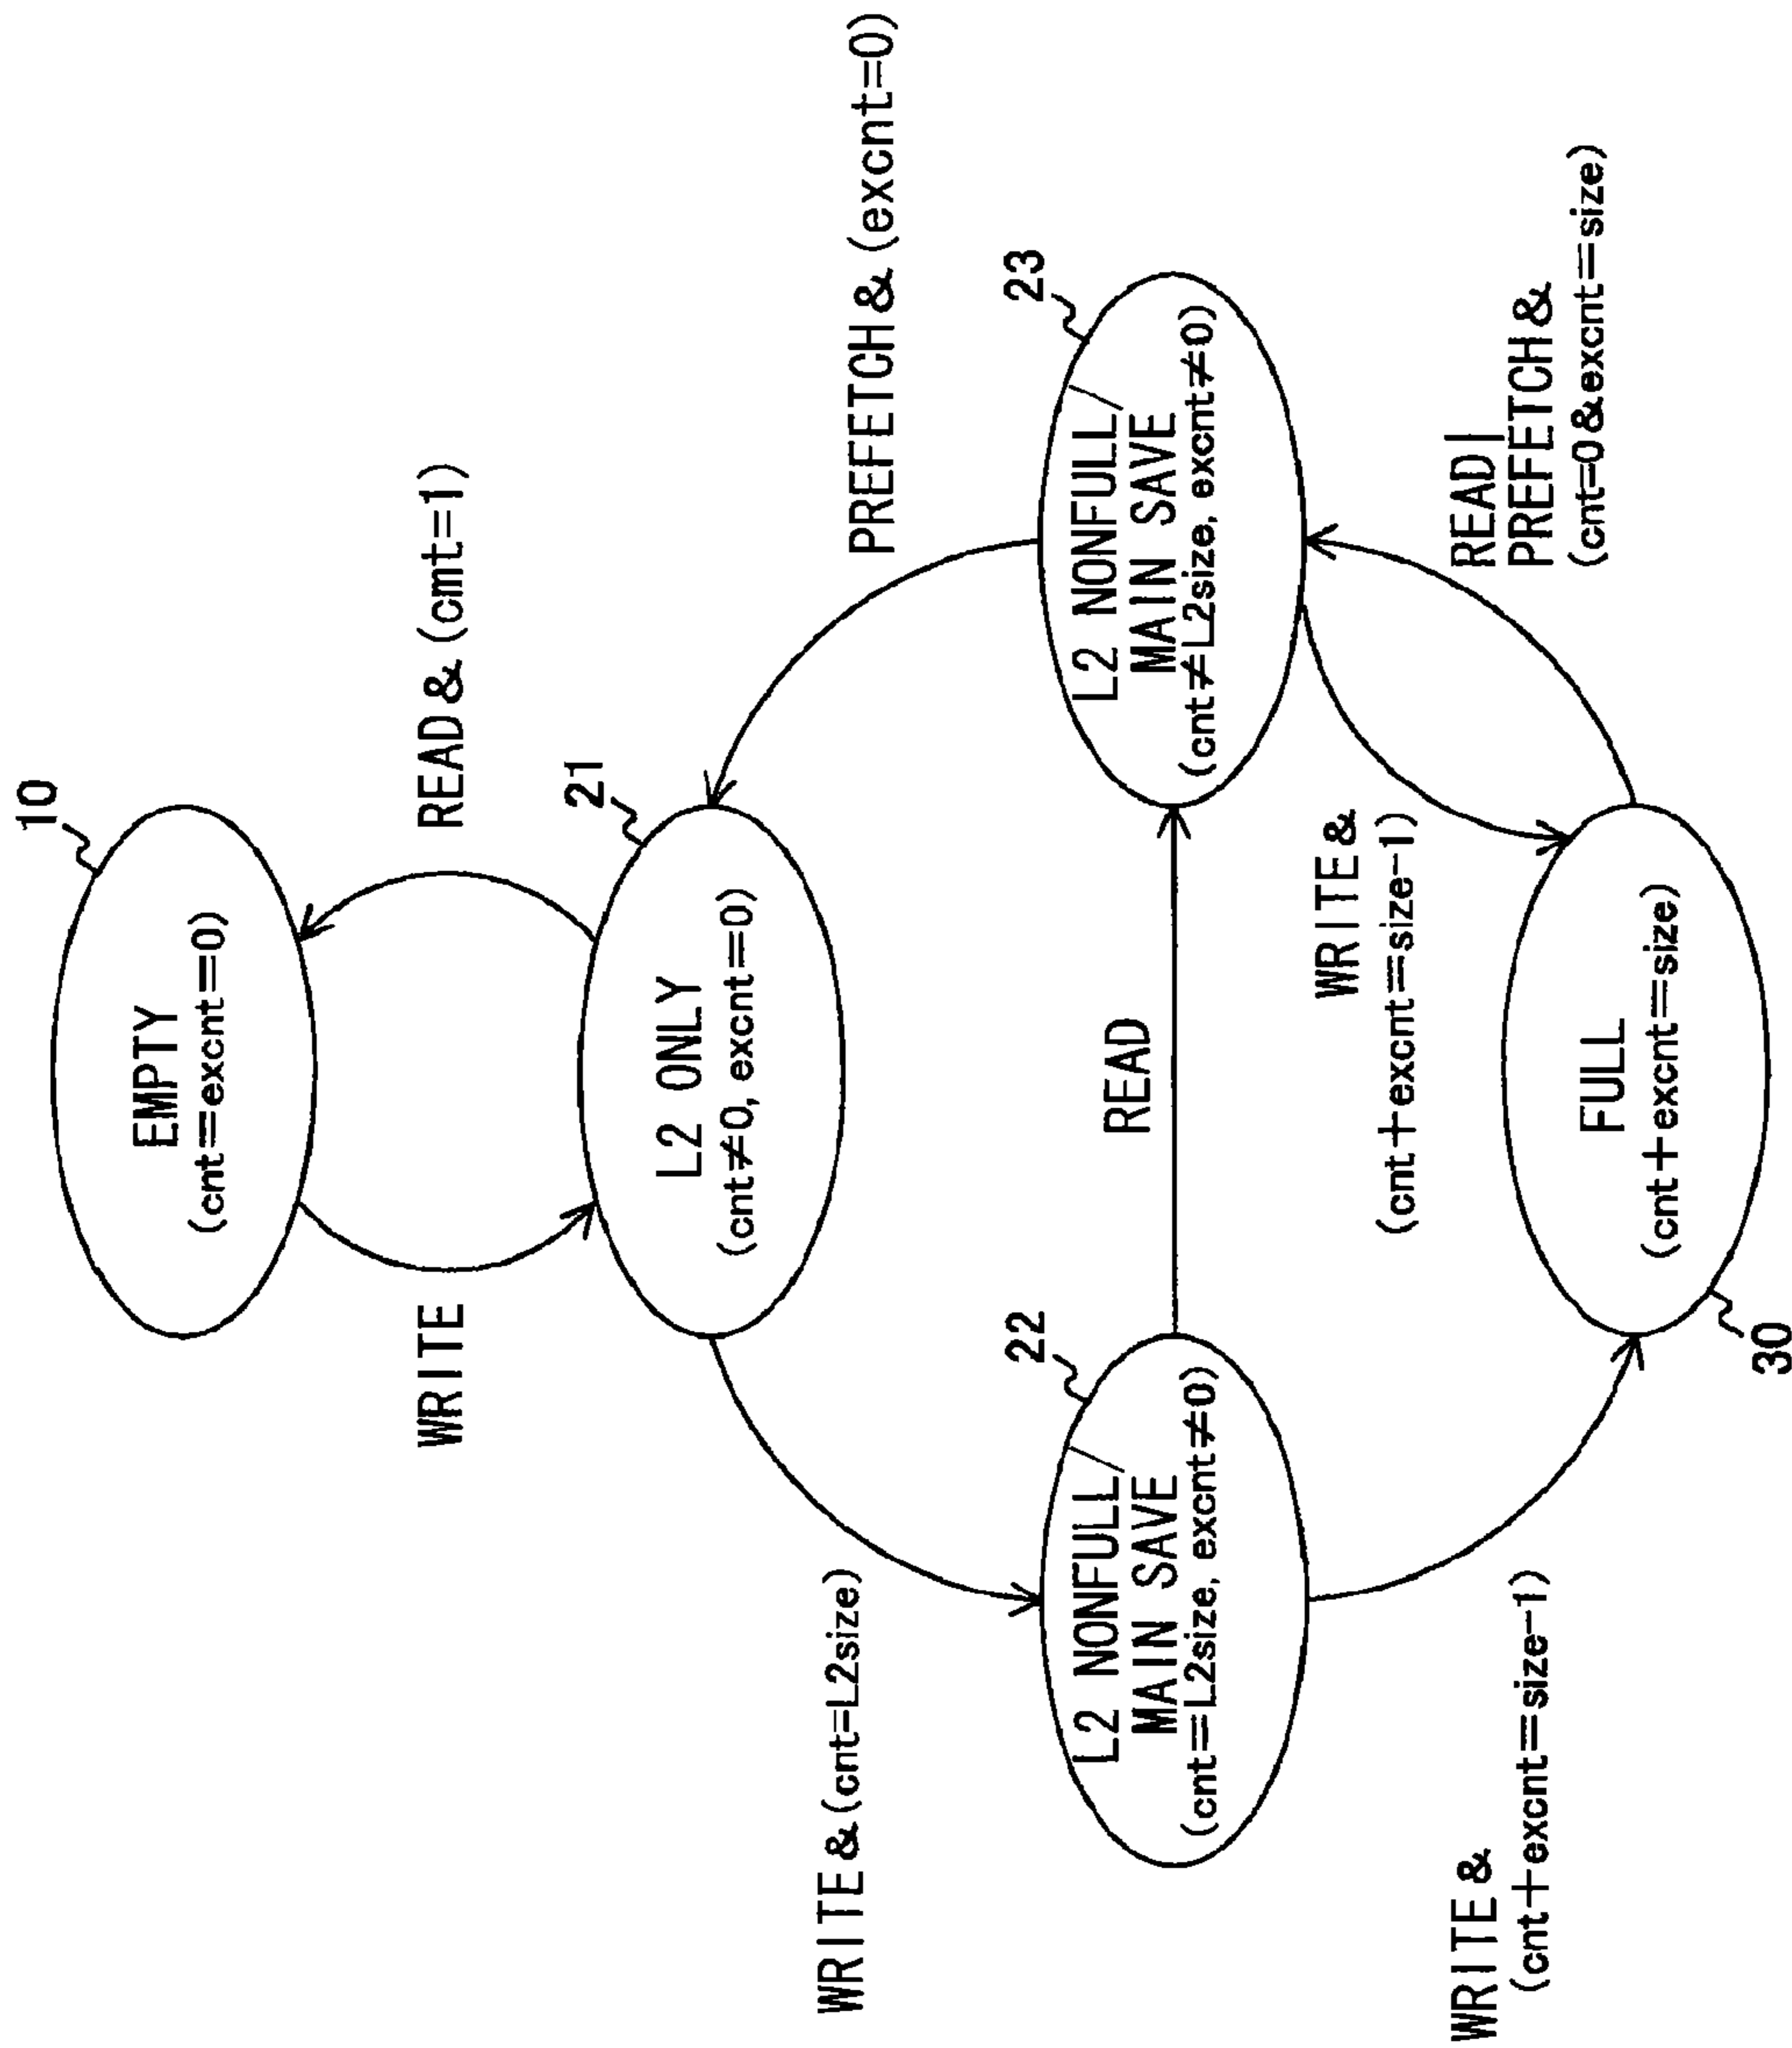 10
EMPTY
(cnt=excnt=0)
WRITE
READ & (cmt=1)
21
L2 ONLY
(cnt≠0, excnt=0)
WRITE & (cnt=L2size)
PREFETCH & (excnt=0)
22
L2 NONFULL
MAIN SAVE
(cnt=L2size, excnt≠0)
READ
23
L2 NONFULL
MAIN SAVE
(cnt≠L2size, excnt≠0)
WRITE &
(cnt+excnt=size-1)
WRITE &
(cnt+excnt=size-1)
READ|
PREFETCH &
(cnt=0&excnt=size)
FULL
(cnt+excnt=size)
30